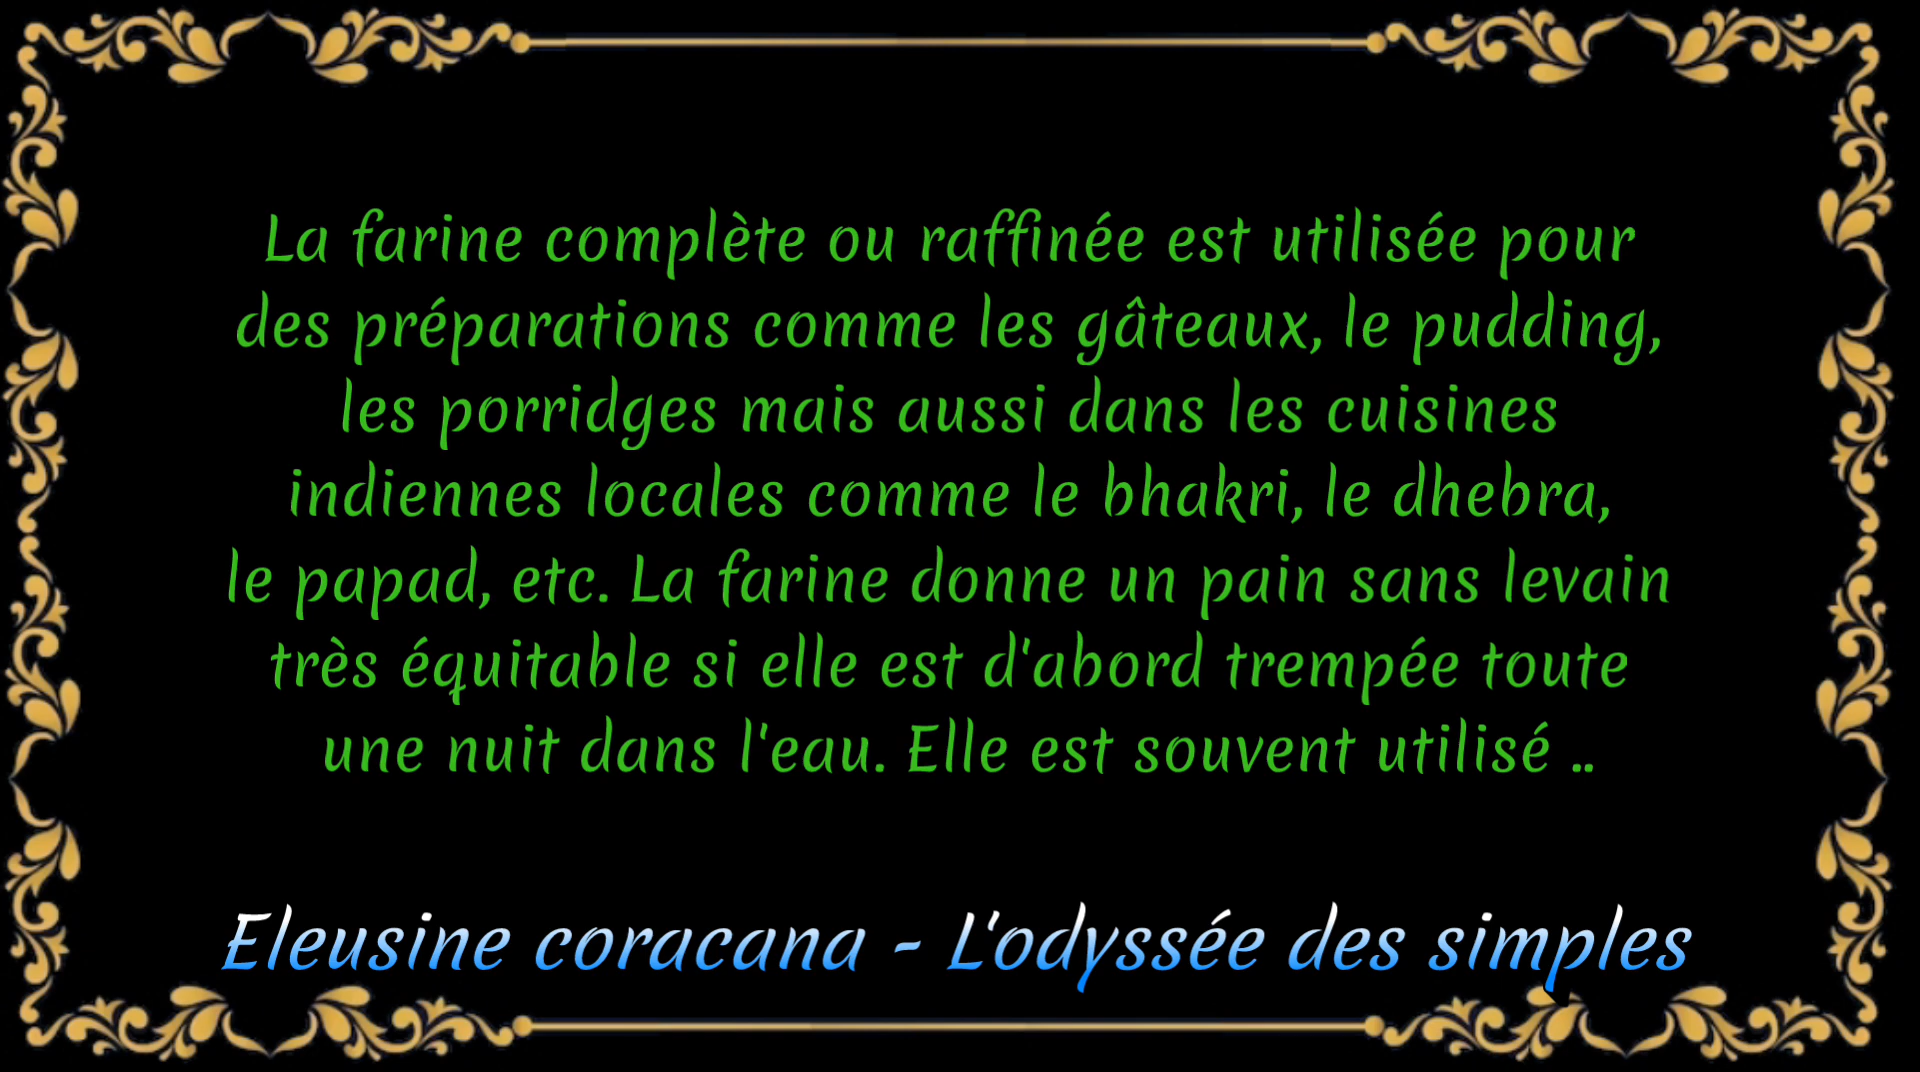 La farine complète ou raffinée est utilisée pour
des préparations comme les gâteaux, le pudding,
les porridges mais aussi dans les cuisines
indiennes locales comme le bhakri, le dhebra,
le papad, etc. La farine donne un pain sans levain
très équitable si elle est d'abord trempée toute
une nuit dans l'eau. Elle est souvent utilisé ..
Eleusine coracana - L'odyssée des simples